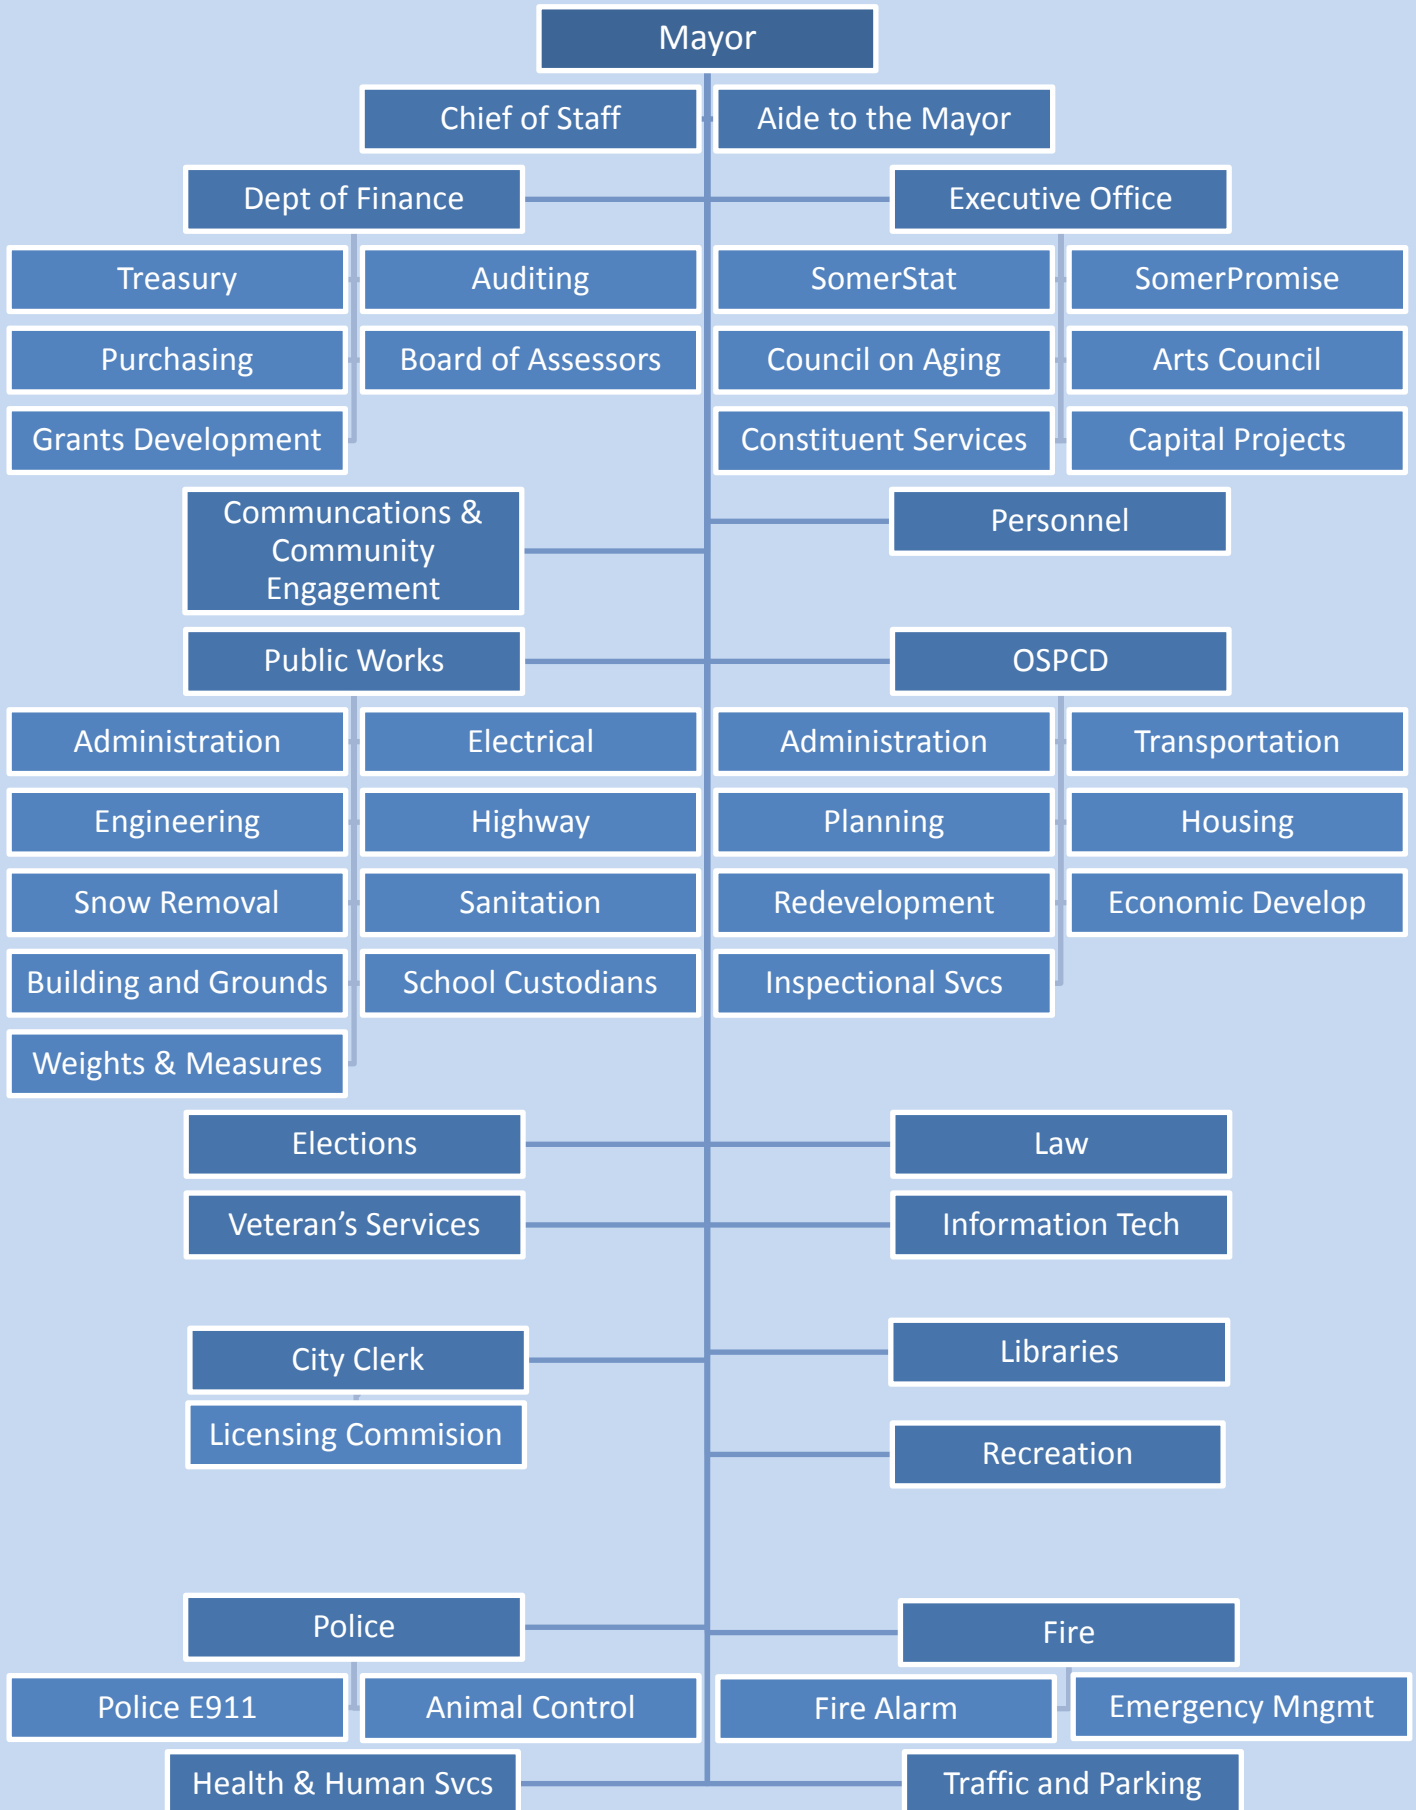 Mayor
Chief of Staff
Aide to the Mayor
Dept of Finance
Executive Office
Treasury
Auditing
SomerStat
SomerPromise
Purchasing
Board of Assessors
Council on Aging
Arts Council
Grants Development
Constituent Services
Capital Projects
Communcations &
Community
Engagement
Personnel
Public Works
OSPCD
Administration
Electrical
Administration
Transportation
Engineering
Highway
Planning
Housing
Snow Removal
Sanitation
Redevelopment
Economic Develop
Building and Grounds
School Custodians
Inspectional Svcs
Weights & Measures
Elections
Law
Veteran’s Services
Information Tech
City Clerk
Libraries
Licensing Commision
Recreation
Police
Fire
Police E911
Animal Control
Fire Alarm
Emergency Mngmt
Health & Human Svcs
Traffic and Parking